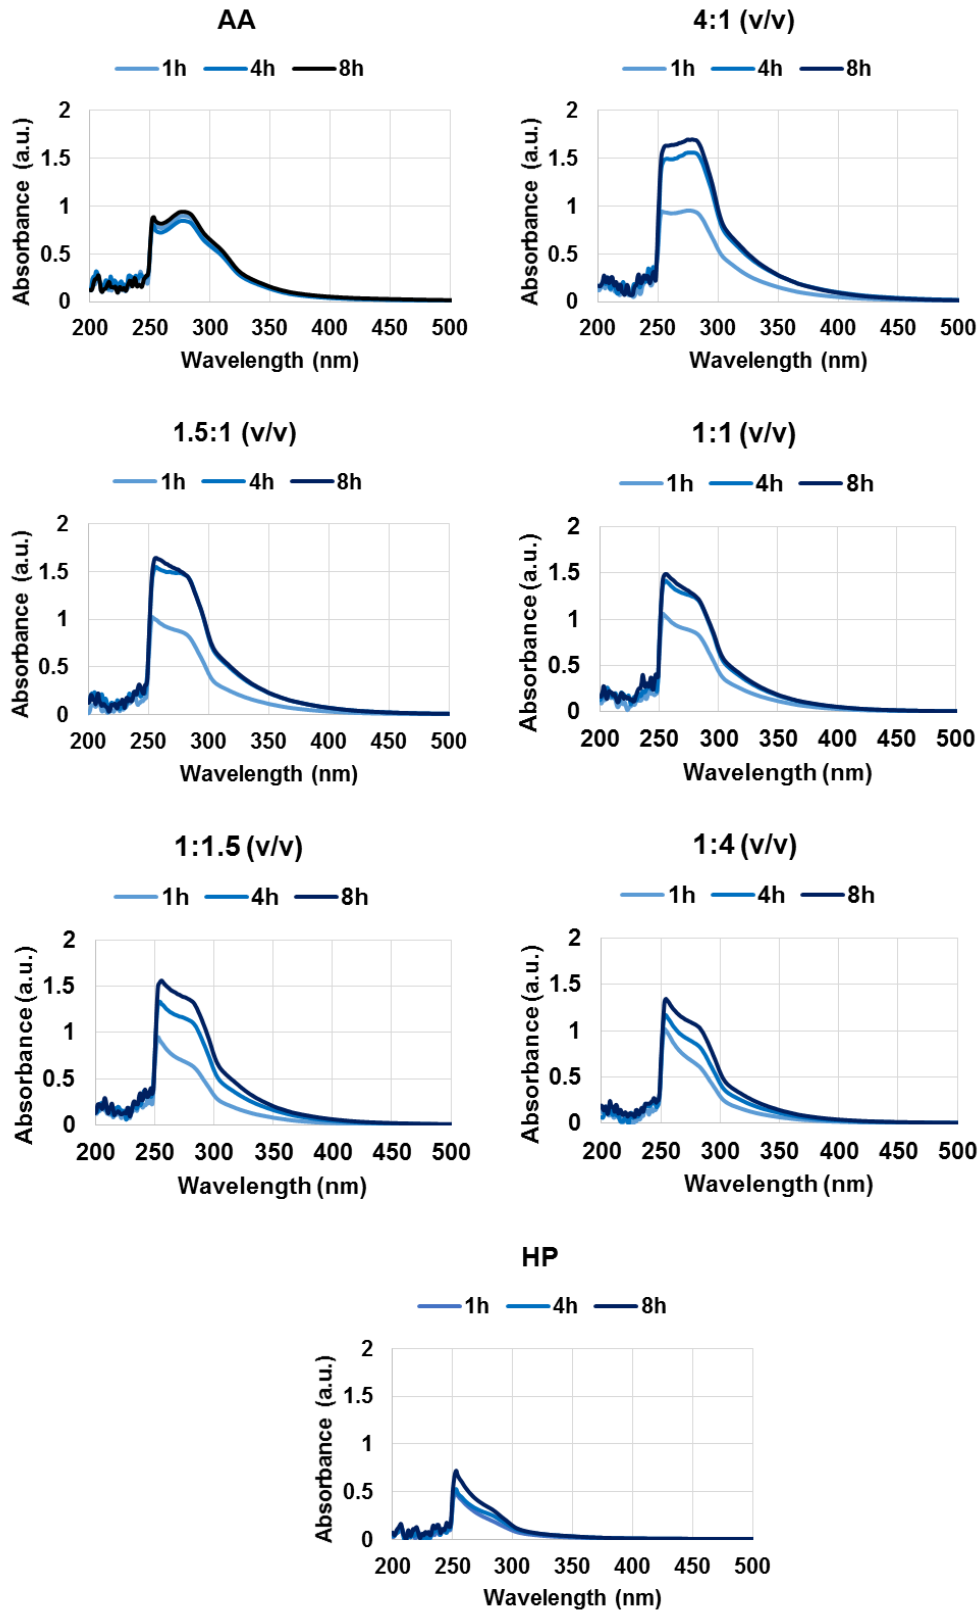 AA
1h 4h 8h
Absorbance (a.u.)
2
1.5
1
0.5
0
200 250 300 350 400 450 500
Wavelength (nm)
4:1 (v/v)
1h 4h 8h
Absorbance (a.u.)
2
1.5
1
0.5
0
200 250 300 350 400 450 500
Wavelength (nm)
1.5:1 (v/v)
1h 4h 8h
Absorbance (a.u.)
2
1.5
1
0.5
0
200 250 300 350 400 450 500
Wavelength (nm)
1:1 (v/v)
1h 4h 8h
Absorbance (a.u.)
2
1.5
1
0.5
0
200 250 300 350 400 450 500
Wavelength (nm)
1:1.5 (v/v)
1h 4h 8h
Absorbance (a.u.)
2
1.5
1
0.5
0
200 250 300 350 400 450 500
Wavelength (nm)
1:4 (v/v)
1h 4h 8h
Absorbance (a.u.)
2
1.5
1
0.5
0
200 250 300 350 400 450 500
Wavelength (nm)
HP
1h 4h 8h
Absorbance (a.u.)
2
1.5
1
0.5
0
200 250 300 350 400 450 500
Wavelength (nm)